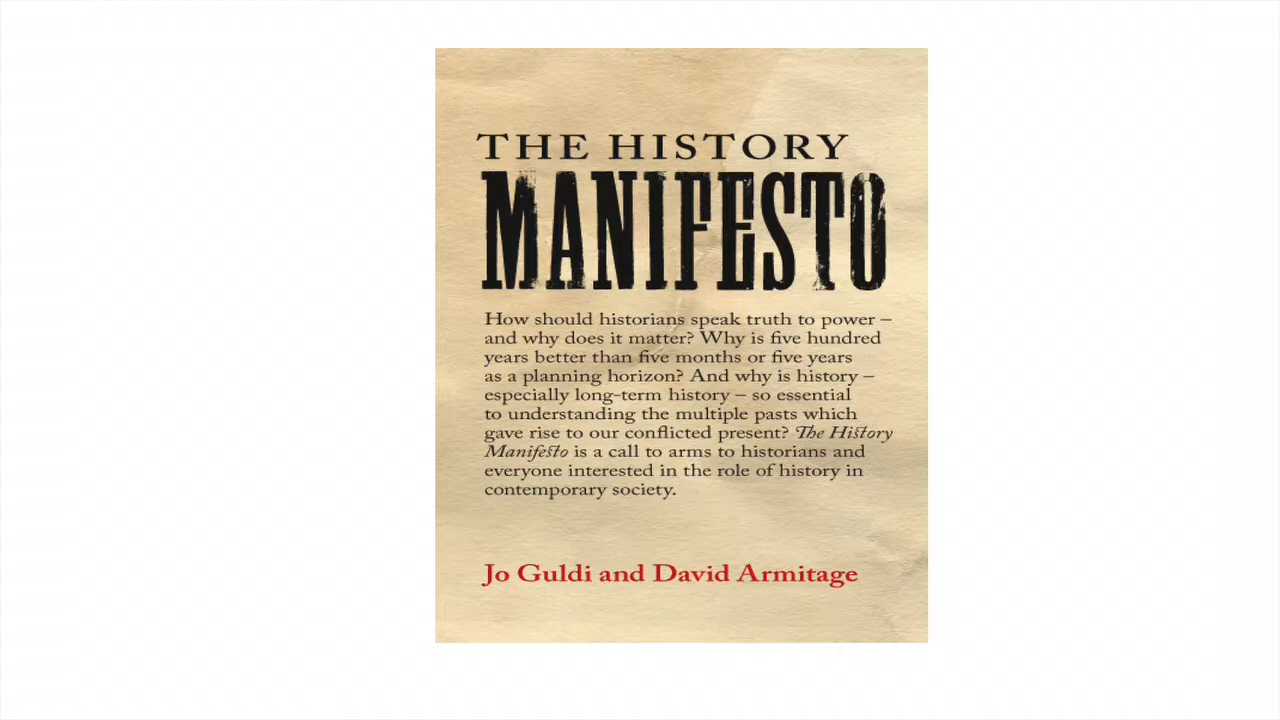 THE HISTORY
MANIFESTO
How should historians speak truth to power –
and why does it matter? Why is five hundred
years better than five months or five years
as a planning horizon? And why is history –
especially long-term history – so essential
to understanding the multiple pasts which
gave rise to our conflicted present? The History
Manifesto is a call to arms to historians and
everyone interested in the role of history in
contemporary society.
Jo Guldi and David Armitage